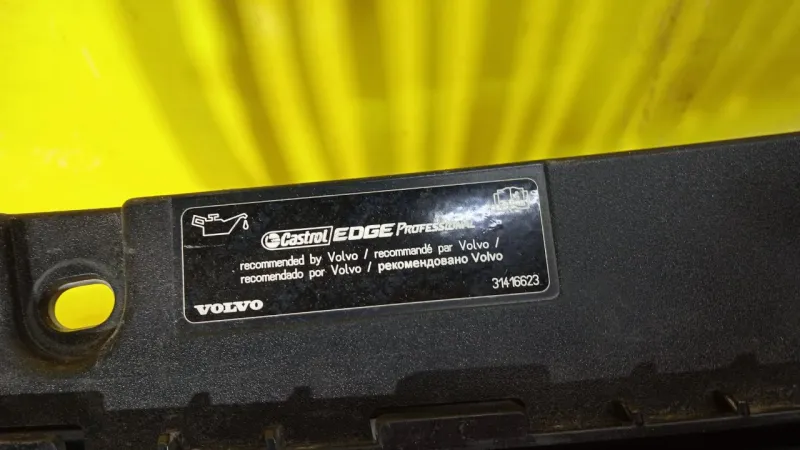 Castrol EDGE PROFESSIONAL
recommended by Volvo / recommandé par Volvo /
recomendado por Volvo / рекомендовано Volvo
31416623
VOLVO